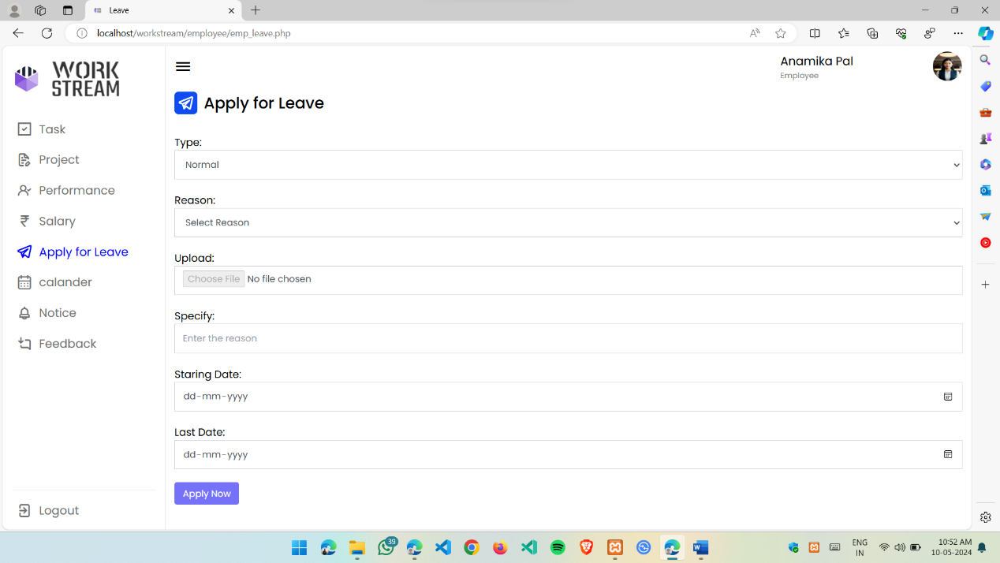 Leave
localhost/workstream/employee/emp_leave.php
WORK
STREAM
Task
Project
Performance
Salary
Apply for Leave
calander
Notice
Feedback
Logout
Anamika Pal
Employee
Apply for Leave
Type:
Normal
Reason:
Select Reason
Upload:
Choose File No file chosen
Specify:
Enter the reason
Staring Date:
dd-mm-yyyy
Last Date:
dd-mm-yyyy
Apply Now
39
ENG
IN
10:52 AM
10-05-2024